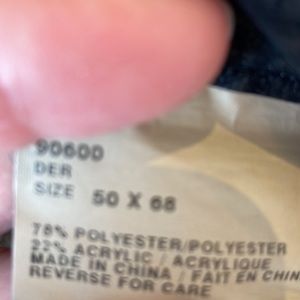 90600
DER
SIZE 50 X 68
78% POLYESTER/POLYESTER
22% ACRYLIC / ACRYLIQUE
MADE IN CHINA / FAIT EN CHIN
REVERSE FOR CARE